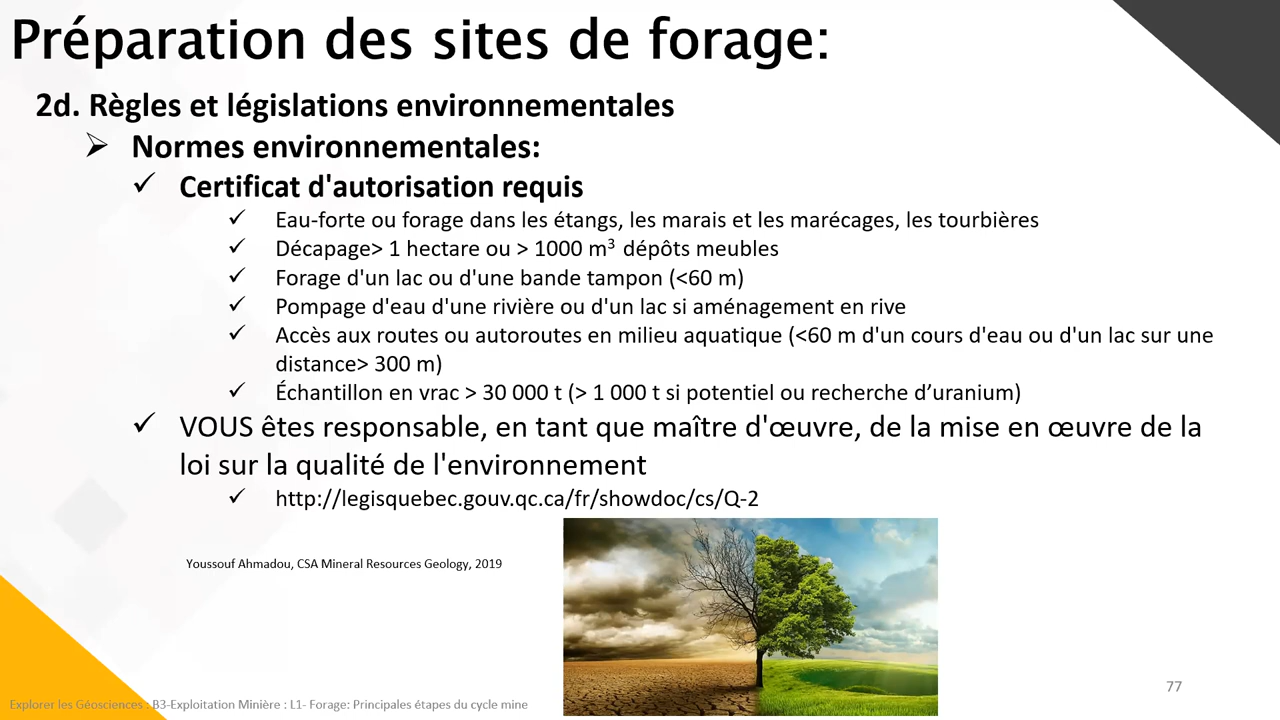 Préparation des sites de forage:
2d. Règles et législations environnementales
Normes environnementales:
Certificat d'autorisation requis
Eau-forte ou forage dans les étangs, les marais et les marécages, les tourbières
Décapage> 1 hectare ou > 1000 m³ dépôts meubles
Forage d'un lac ou d'une bande tampon (<60 m)
Pompage d'eau d'une rivière ou d'un lac si aménagement en rive
Accès aux routes ou autoroutes en milieu aquatique (<60 m d'un cours d'eau ou d'un lac sur une
distance> 300 m)
Échantillon en vrac > 30 000 t (> 1 000 t si potentiel ou recherche d’uranium)
VOUS êtes responsable, en tant que maître d'œuvre, de la mise en œuvre de la
loi sur la qualité de l'environnement
http://legisquebec.gouv.qc.ca/fr/showdoc/cs/Q-2
Youssouf Ahmadou, CSA Mineral Resources Geology, 2019
77
Explorer les Géosciences : B3-Exploitation Minière : L1- Forage: Principales étapes du cycle mine